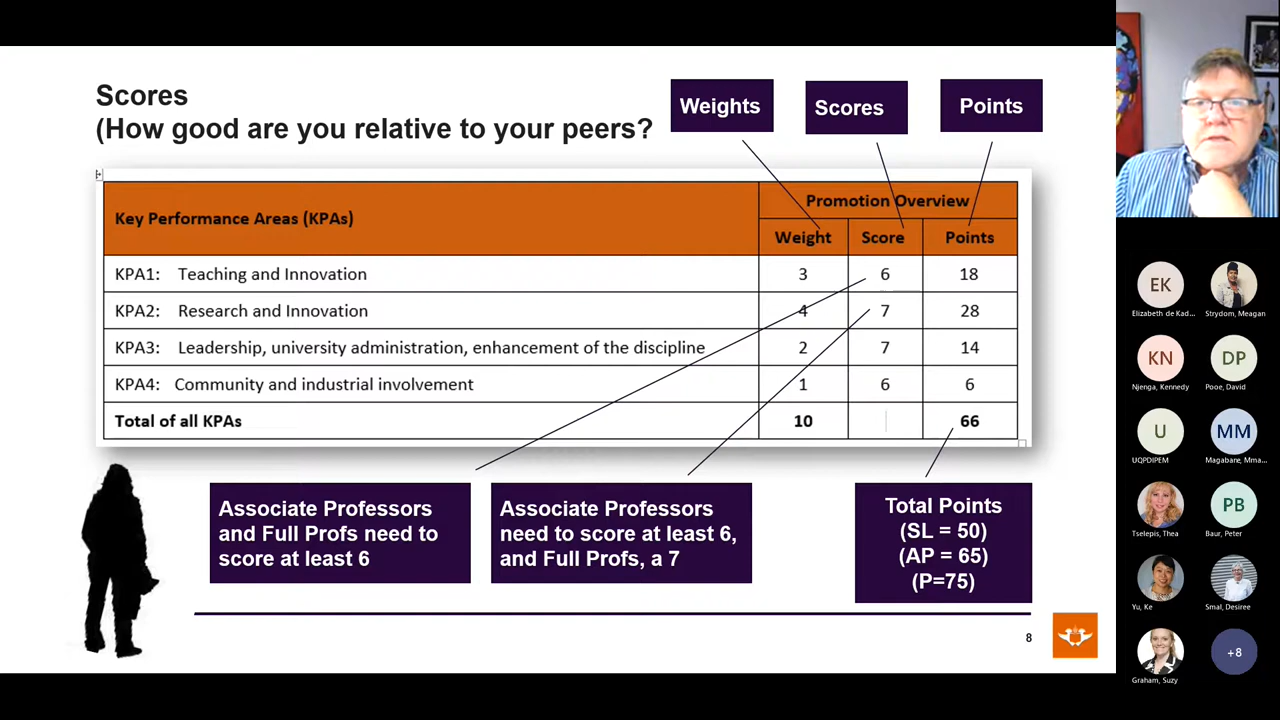 Scores
(How good are you relative to your peers?
Weights
Scores
Points
Key Performance Areas (KPAs)
Promotion Overview
Weight Score Points
KPA1: Teaching and Innovation 3 6 18
KPA2: Research and Innovation 4 7 28
KPA3: Leadership, university administration, enhancement of the discipline 2 7 14
KPA4: Community and industrial involvement 1 6 6
Total of all KPAs 10 66
Associate Professors
and Full Profs need to
score at least 6
Associate Professors
need to score at least 6,
and Full Profs, a 7
Total Points
(SL = 50)
(AP = 65)
(P=75)
8
EK
Elizabeth de Kad...
Strydom, Meagan
KN
Njenga, Kennedy
DP
Pooe, David
U
UQPDIPEM
MM
Magabane, Mma...
Tselepis, Thea
PB
Baur, Peter
Yu, Ke
Smal, Desiree
Graham, Suzy
+8